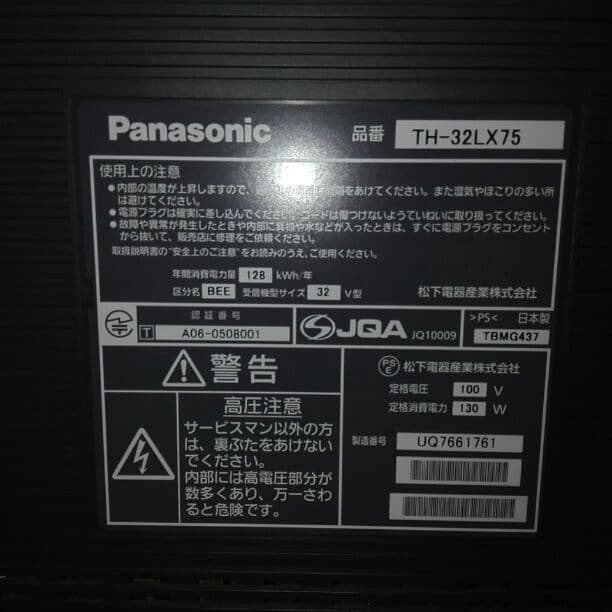 Panasonic 品番 TH-32LX75
使用上の注意
●内部の温度が上昇しますので、 をあけてください。また湿気やほこりの多い所
は避けてください。
●電源プラグは確実に差し込んでください。コードは傷つけないようていねいに取り扱ってください。
●故障や異常が発生したときや内部に異物や水などが入ったときは、すぐに電源プラグをコンセント
から抜いて、販売店に修理をご依頼ください。
取扱説明書の"安全上のご注意"をお読みのうえ、ご使用ください。
年間消費電力量 128 kWh/年
区分名 BEE 受信機型サイズ 32 V型 松下電器産業株式会社
認証番号
T A06-0508001
JQA JQ10009
>PS< 日本製
TBMG437
警告
高圧注意
サービスマン以外の方
は、裏ぶたをあけない
でください。
内部には高電圧部分が
数多くあり、万一さわ
ると危険です。
PSE 松下電器産業株式会社
定格電圧 100 V
定格消費電力 130 W
製造番号 UQ7661761